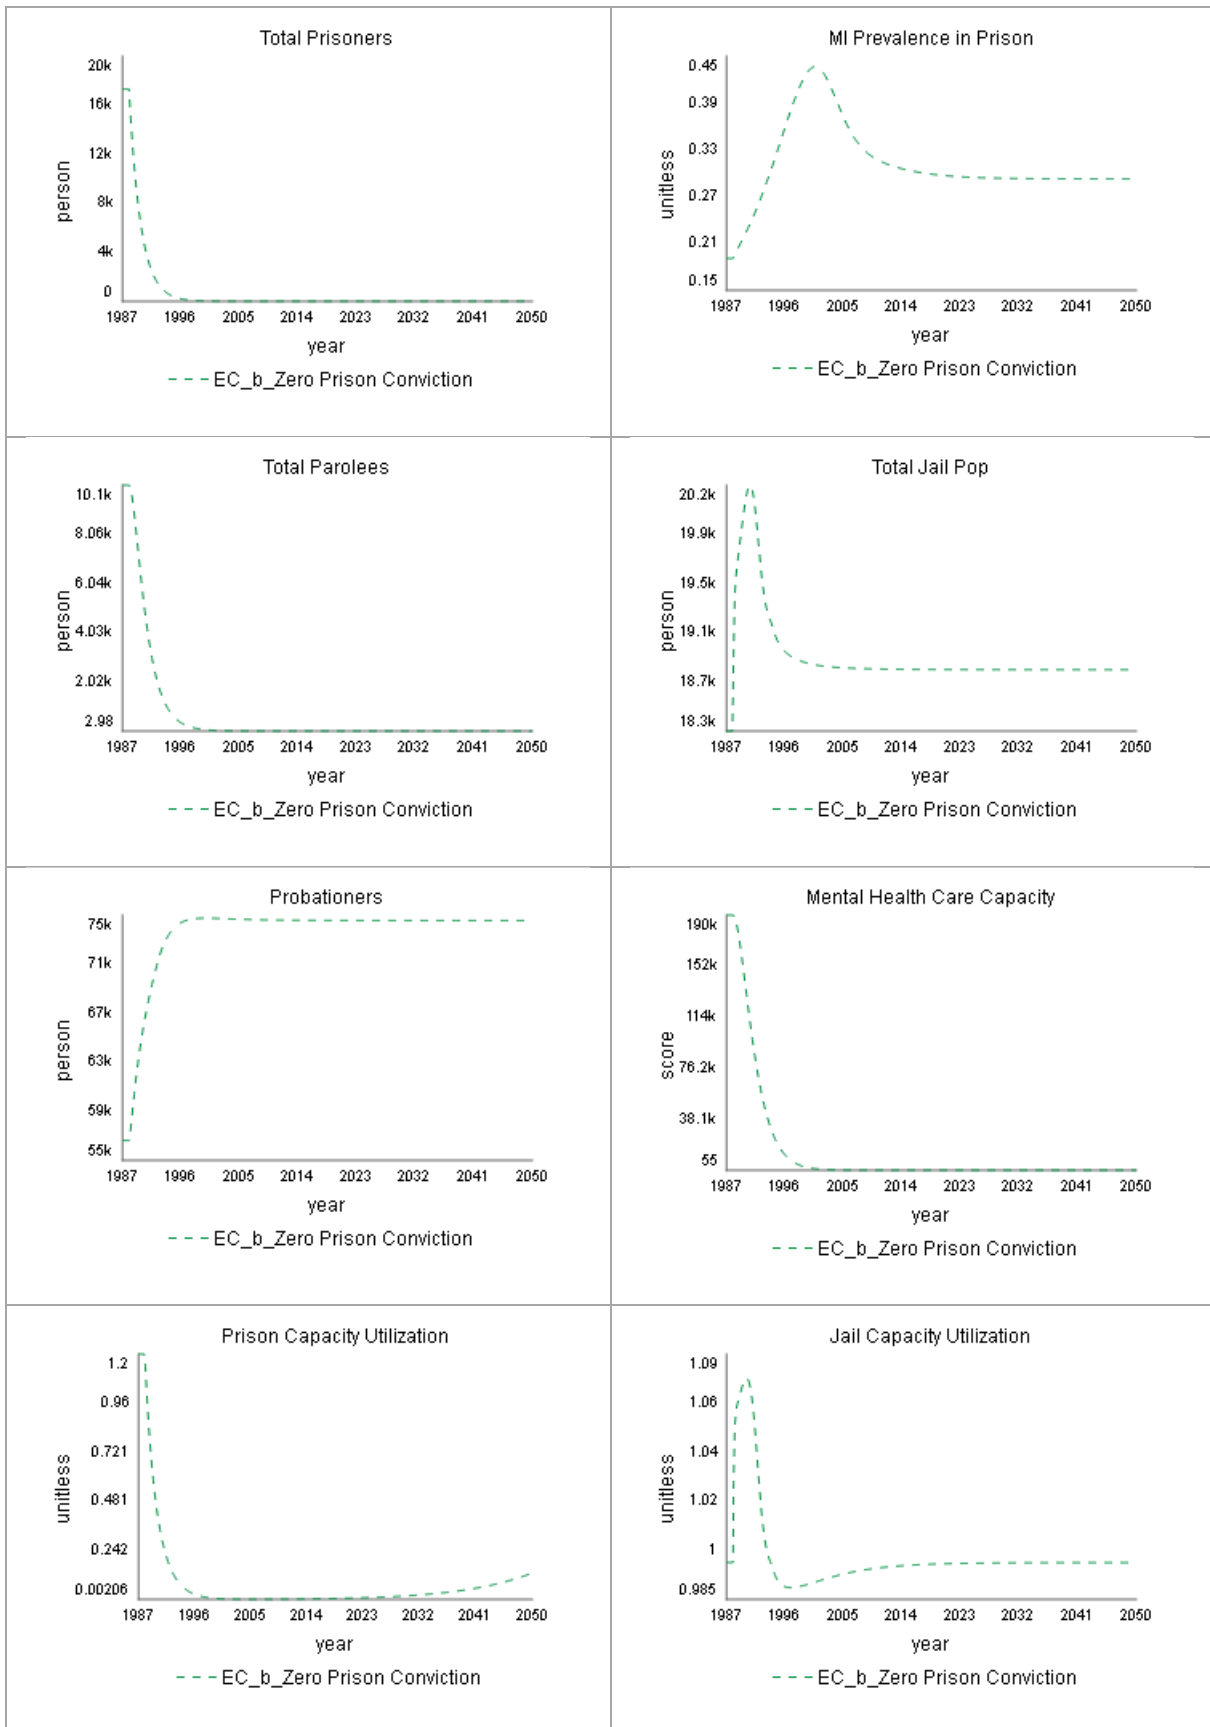 Total Prisoners
20k
16k
12k
8k
4k
0
person
1987 1996 2005 2014 2023 2032 2041 2050
year
EC_b_Zero Prison Conviction
MI Prevalence in Prison
0.45
0.39
0.33
0.27
0.21
0.15
unitless
1987 1996 2005 2014 2023 2032 2041 2050
year
EC_b_Zero Prison Conviction
Total Parolees
10.1k
8.06k
6.04k
4.03k
2.02k
2.98
person
1987 1996 2005 2014 2023 2032 2041 2050
year
EC_b_Zero Prison Conviction
Total Jail Pop
20.2k
19.9k
19.5k
19.1k
18.7k
18.3k
person
1987 1996 2005 2014 2023 2032 2041 2050
year
EC_b_Zero Prison Conviction
Probationers
75k
71k
67k
63k
59k
55k
person
1987 1996 2005 2014 2023 2032 2041 2050
year
EC_b_Zero Prison Conviction
Mental Health Care Capacity
190k
152k
114k
76.2k
38.1k
55
score
1987 1996 2005 2014 2023 2032 2041 2050
year
EC_b_Zero Prison Conviction
Prison Capacity Utilization
1.2
0.96
0.721
0.481
0.242
0.00206
unitless
1987 1996 2005 2014 2023 2032 2041 2050
year
EC_b_Zero Prison Conviction
Jail Capacity Utilization
1.09
1.06
1.04
1.02
1
0.985
unitless
1987 1996 2005 2014 2023 2032 2041 2050
year
EC_b_Zero Prison Conviction